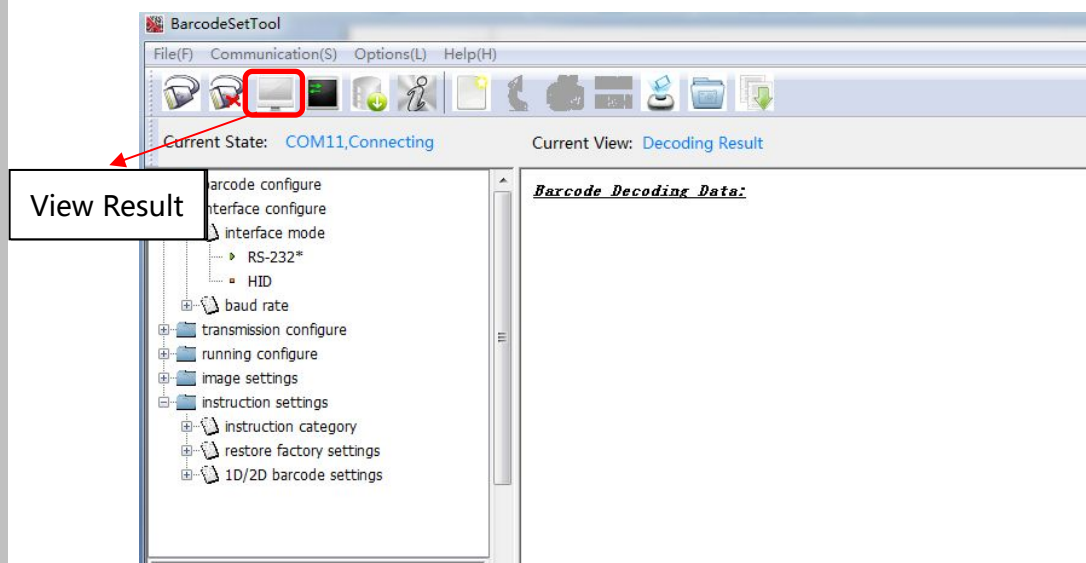 BarcodeSetTool
File(F) Communication(S) Options(L) Help(H)
Current State: COM11,Connecting Current View: Decoding Result
View Result
arcode configure
nterface configure
interface mode
RS-232*
HID
baud rate
transmission configure
running configure
image settings
instruction settings
instruction category
restore factory settings
1D/2D barcode settings
Barcode Decoding Data: